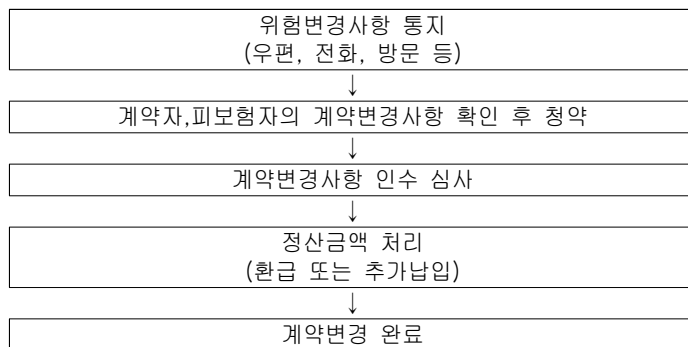 위험변경사항 통지
(우편, 전화, 방문 등)
↓
계약자,피보험자의 계약변경사항 확인 후 청약
↓
계약변경사항 인수 심사
↓
정산금액 처리
(환급 또는 추가납입)
↓
계약변경 완료